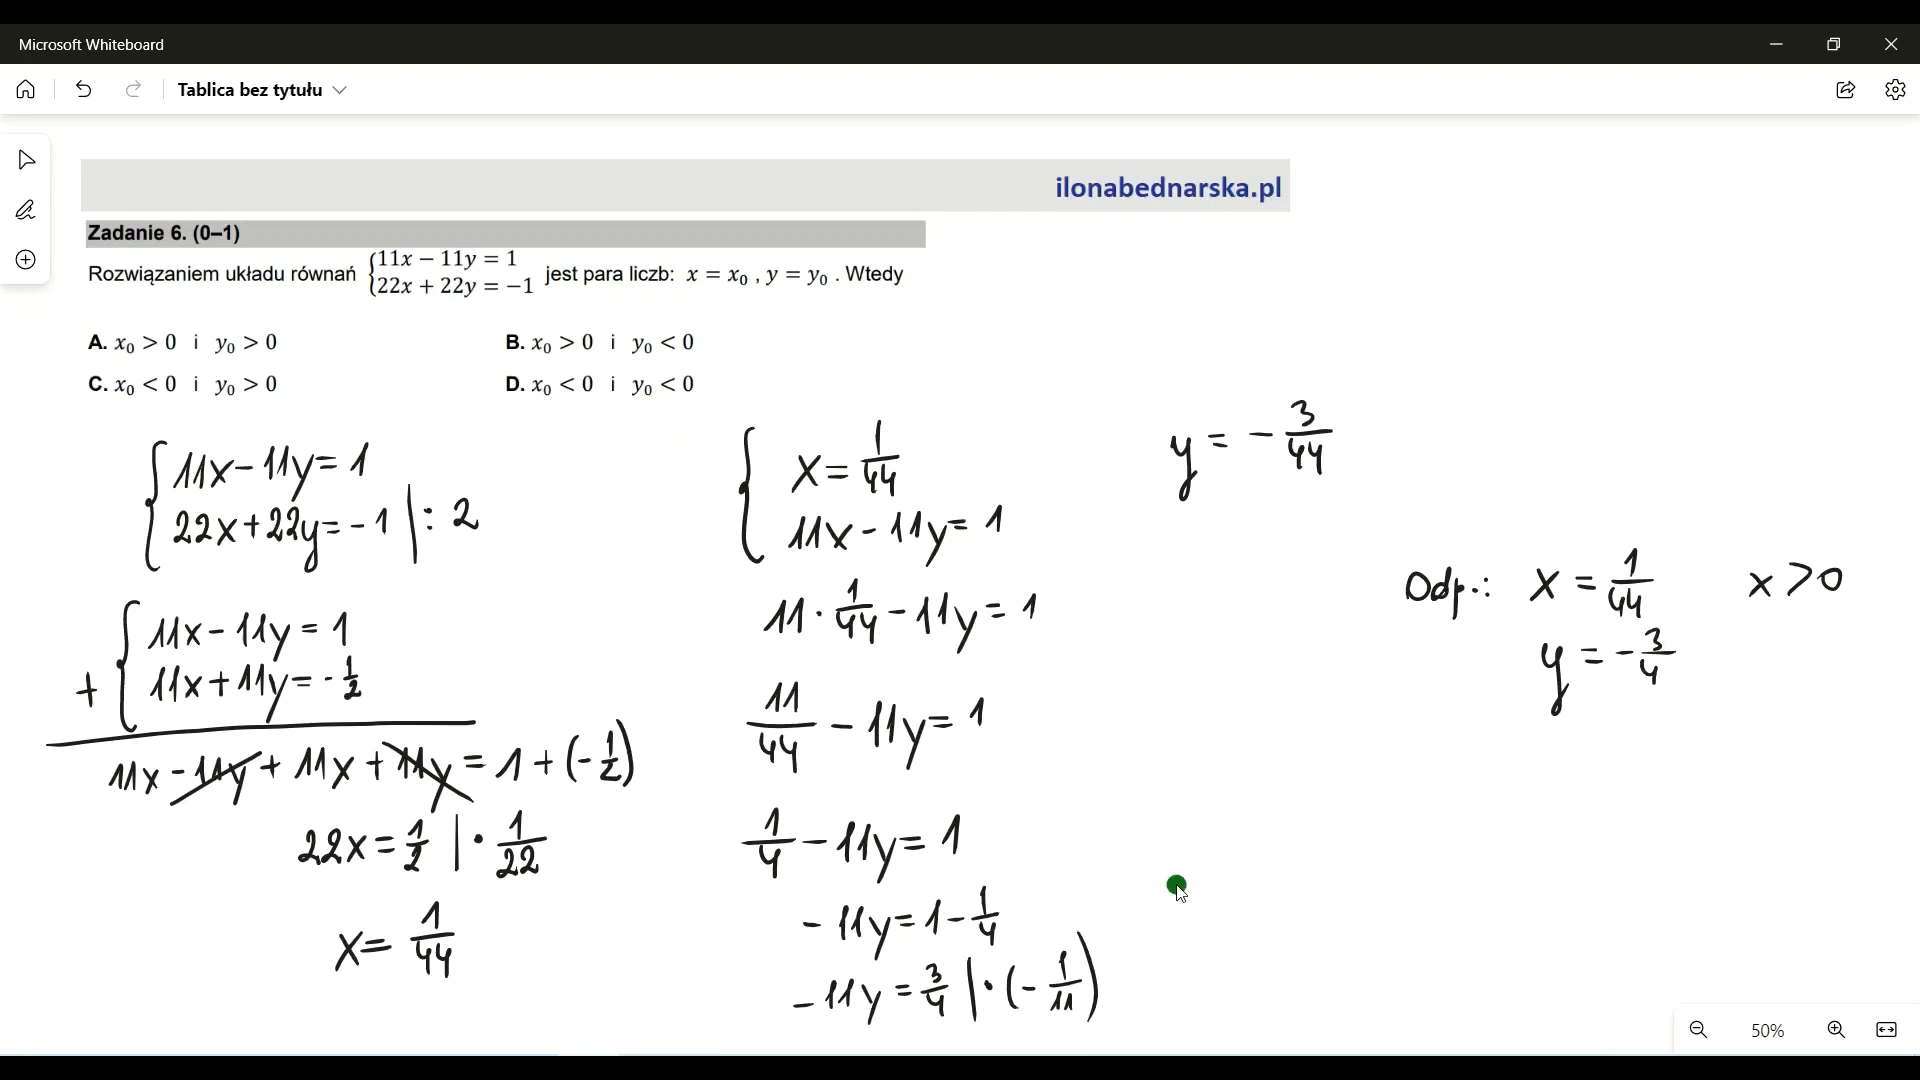 Microsoft Whiteboard
Tablica bez tytułu
ilonabednarska.pl
Zadanie 6. (0–1)
Rozwiązaniem układu równań {11x − 11y = 1
22x + 22y = −1 jest para liczb: x = x₀ , y = y₀ . Wtedy
A. x₀ > 0 i y₀ > 0
B. x₀ > 0 i y₀ < 0
C. x₀ < 0 i y₀ > 0
D. x₀ < 0 i y₀ < 0
{11x − 11y = 1
22x + 22y = −1 | : 2
+ {11x − 11y = 1
11x + 11y = −1/2
11x − 11y + 11x + 11y = 1 + (−1/2)
22x = 1/2 | · 1/22
x = 1/44
{x = 1/44
11x − 11y = 1
11 · 1/44 − 11y = 1
11/44 − 11y = 1
1/4 − 11y = 1
− 11y = 1 − 1/4
− 11y = 3/4 | · (− 1/11)
y = − 3/44
Odp.: x = 1/44 x > 0
y = − 3/4
50%